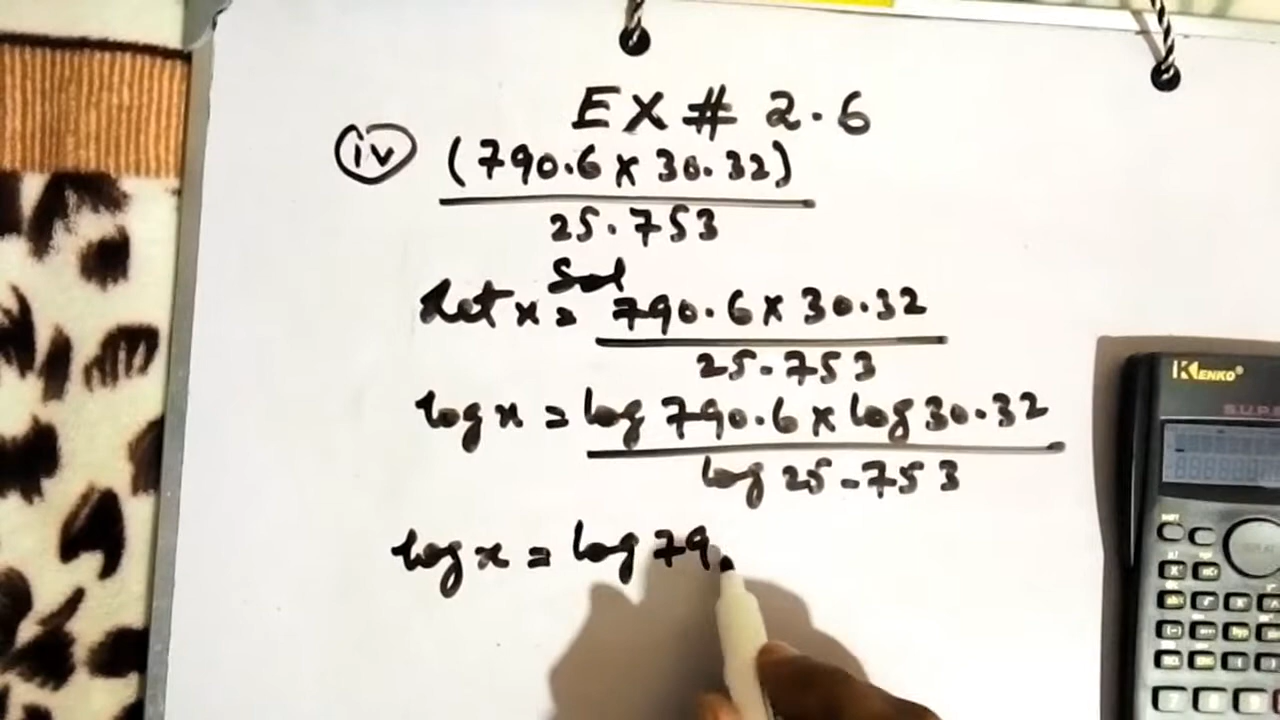 EX # 2.6
(iv) (790.6 x 30.32)
25.753
Sol
Let x = 790.6 x 30.32
25.753
log x = log 790.6 x log 30.32
log 25.753
log x = log 79
KENKO